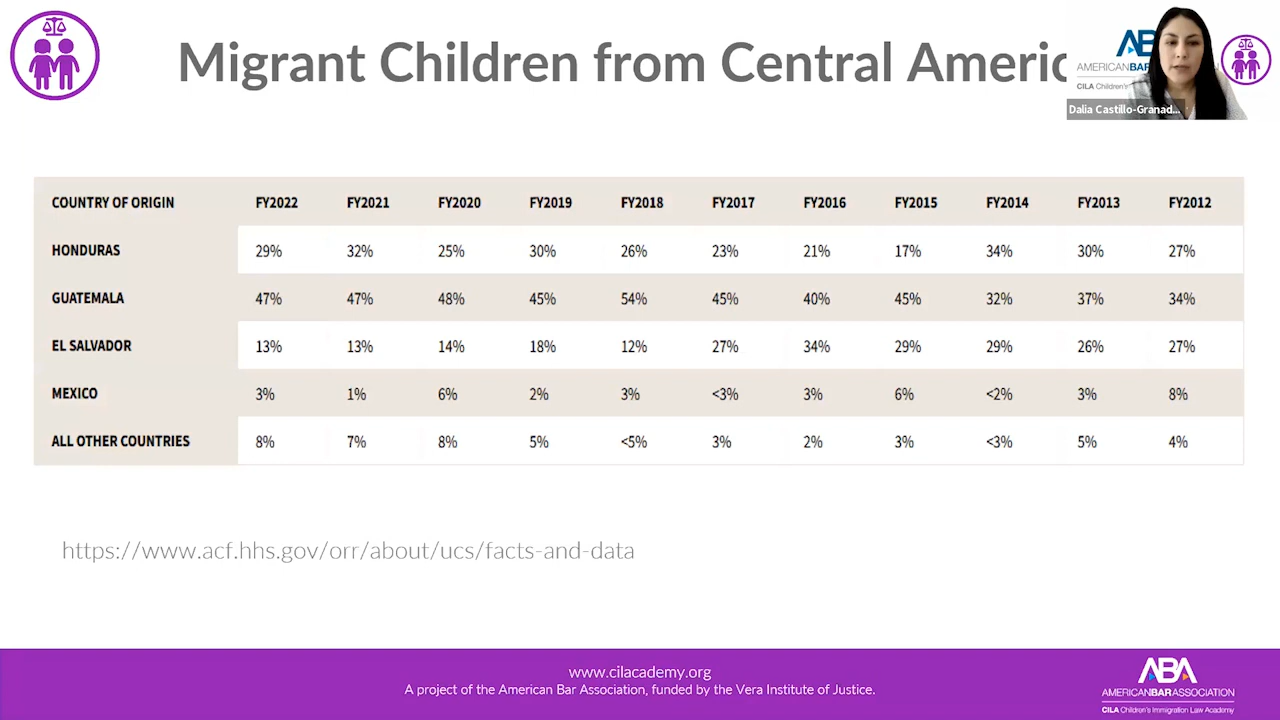 Migrant Children from Central Americ
AB
AMERICANBAR
CILA Children's
Dalia Castillo-Granad...
COUNTRY OF ORIGIN FY2022 FY2021 FY2020 FY2019 FY2018 FY2017 FY2016 FY2015 FY2014 FY2013 FY2012
HONDURAS 29% 32% 25% 30% 26% 23% 21% 17% 34% 30% 27%
GUATEMALA 47% 47% 48% 45% 54% 45% 40% 45% 32% 37% 34%
EL SALVADOR 13% 13% 14% 18% 12% 27% 34% 29% 29% 26% 27%
MEXICO 3% 1% 6% 2% 3% <3% 3% 6% <2% 3% 8%
ALL OTHER COUNTRIES 8% 7% 8% 5% <5% 3% 2% 3% <3% 5% 4%
https://www.acf.hhs.gov/orr/about/ucs/facts-and-data
www.cilacademy.org
A project of the American Bar Association, funded by the Vera Institute of Justice.
ABA
AMERICANBARASSOCIATION
CILA Children's Immigration Law Academy